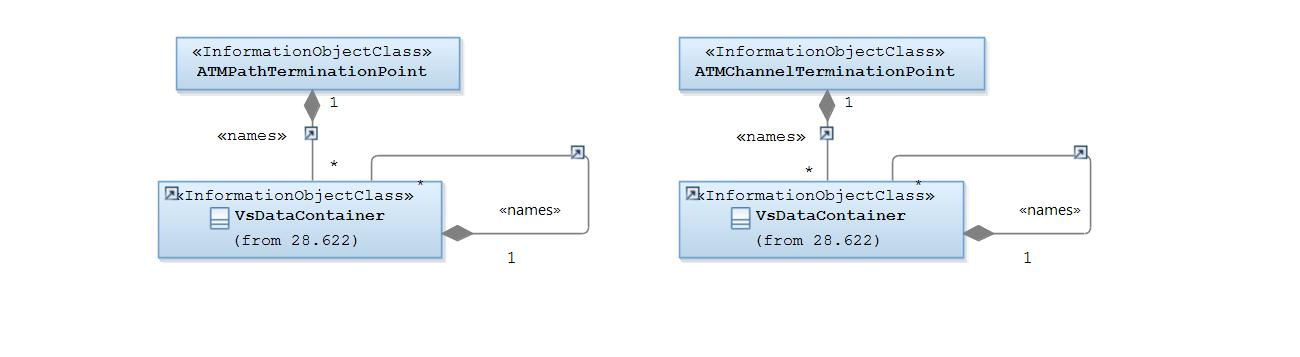 «InformationObjectClass»
ATMPathTerminationPoint
1
«names»
*
*
«InformationObjectClass»
VsDataContainer
(from 28.622)
«names»
1
«InformationObjectClass»
ATMChannelTerminationPoint
1
«names»
*
*
«InformationObjectClass»
VsDataContainer
(from 28.622)
«names»
1